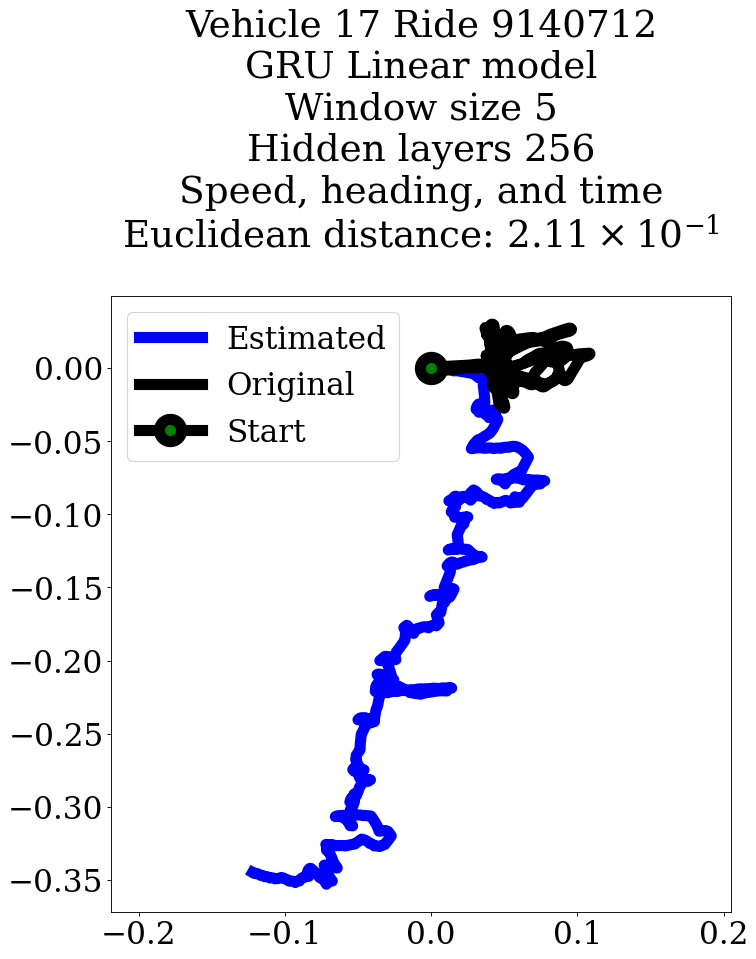 Vehicle 17 Ride 9140712
GRU Linear model
Window size 5
Hidden layers 256
Speed, heading, and time
Euclidean distance: 2.11 × 10⁻¹
Estimated
Original
Start
0.00
−0.05
−0.10
−0.15
−0.20
−0.25
−0.30
−0.35
−0.2 −0.1 0.0 0.1 0.2